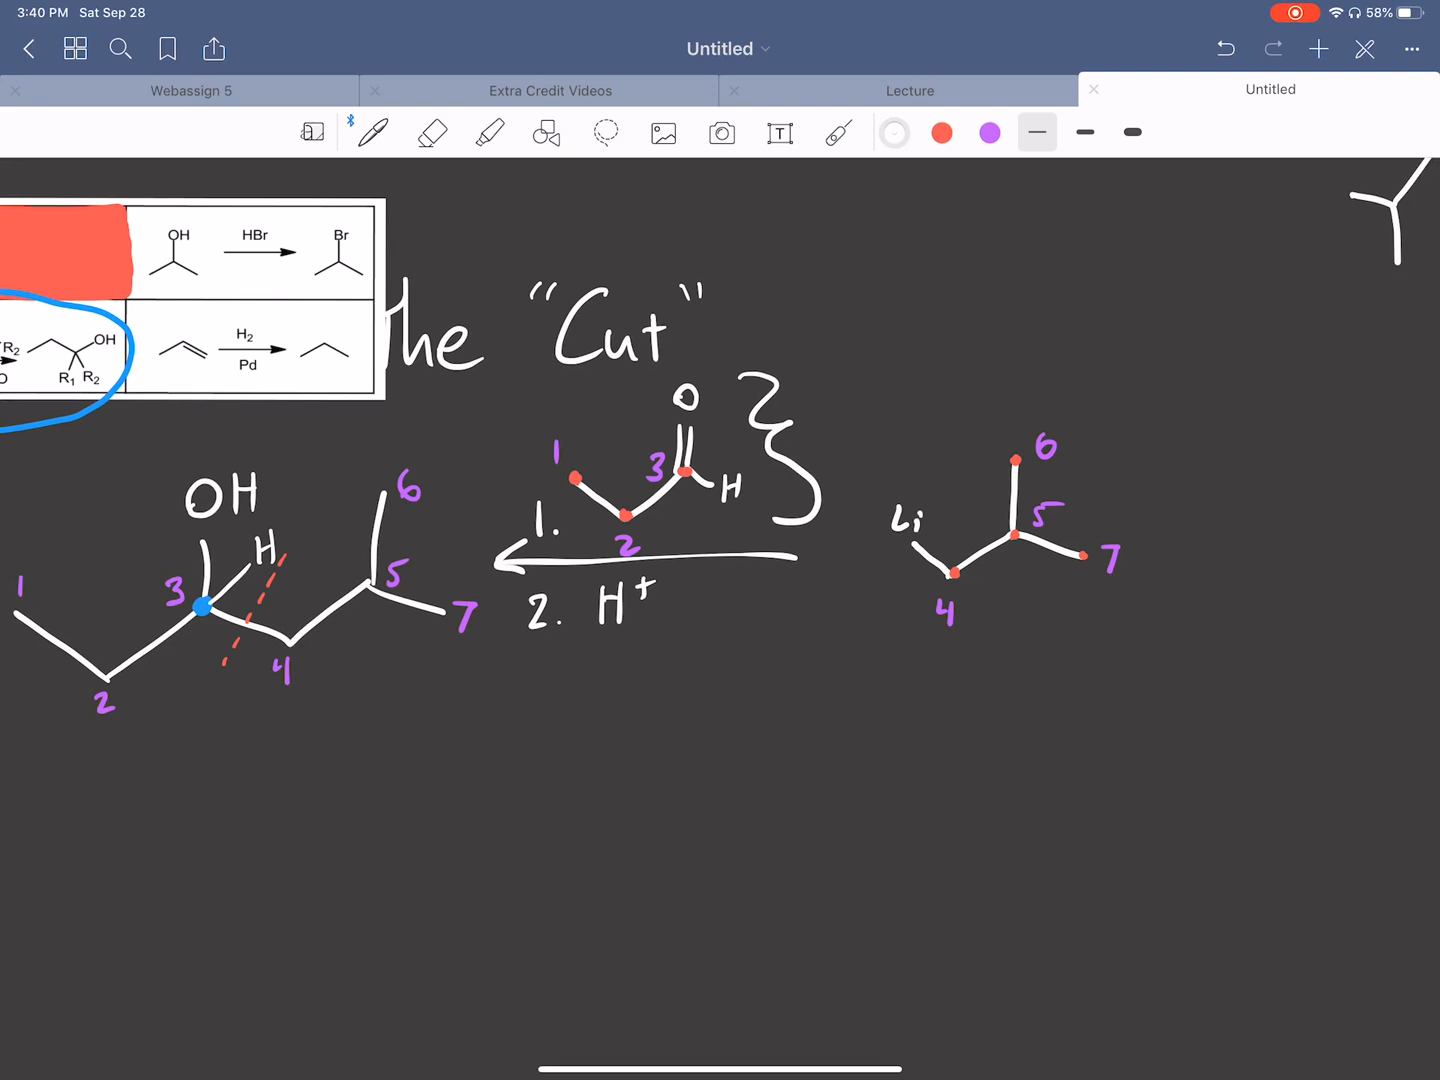 3:40 PM Sat Sep 28
58%
Untitled
Webassign 5
Extra Credit Videos
Lecture
Untitled
T
OH
HBr
Br
R2
OH
O
R1 R2
H2
Pd
the "Cut"
O
1
3
H
1.
2
2. H+
Li
6
5
4
7
OH
H
6
1
3
5
7
4
2